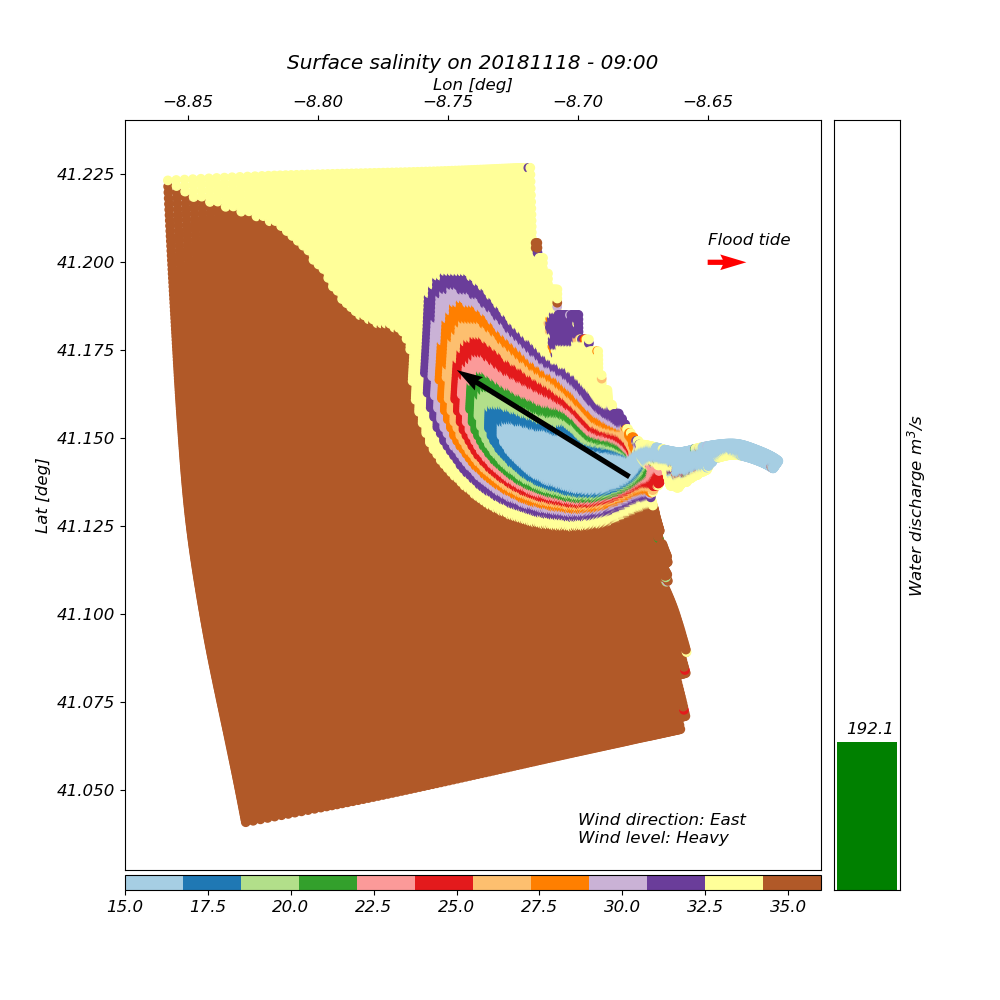 Surface salinity on 20181118 - 09:00
Lon [deg]
−8.85 −8.80 −8.75 −8.70 −8.65
41.225
41.200
41.175
41.150
41.125
41.100
41.075
41.050
Lat [deg]
Flood tide
Wind direction: East
Wind level: Heavy
15.0 17.5 20.0 22.5 25.0 27.5 30.0 32.5 35.0
192.1
Water discharge m³/s